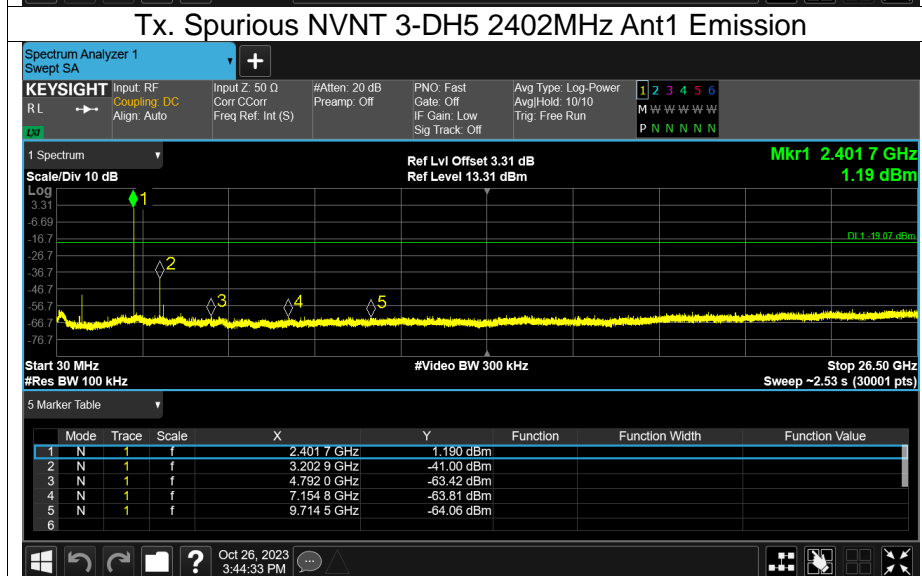 Tx. Spurious NVNT 3-DH5 2402MHz Ant1 Emission
Spectrum Analyzer 1
Swept SA
+
KEYSIGHT Input: RF Input Z: 50 Ω #Atten: 20 dB PNO: Fast Avg Type: Log-Power 1 2 3 4 5 6
RL Coupling: DC Corr CCorr Preamp: Off Gate: Off Avg|Hold: 10/10 M W W W W W
Align: Auto Freq Ref: Int (S) IF Gain: Low Trig: Free Run
LXI Sig Track: Off P N N N N N
1 Spectrum Ref Lvl Offset 3.31 dB Mkr1 2.401 7 GHz
Scale/Div 10 dB Ref Level 13.31 dBm 1.19 dBm
Log
3.31 1
-6.69
-16.7 DL1 -19.07 dBm
-26.7
-36.7 2
-46.7
-56.7 3 4 5
-66.7
-76.7
Start 30 MHz #Video BW 300 kHz Stop 26.50 GHz
#Res BW 100 kHz Sweep ~2.53 s (30001 pts)
5 Marker Table
Mode Trace Scale X Y Function Function Width Function Value
1 N 1 f 2.401 7 GHz 1.190 dBm
2 N 1 f 3.202 9 GHz -41.00 dBm
3 N 1 f 4.792 0 GHz -63.42 dBm
4 N 1 f 7.154 8 GHz -63.81 dBm
5 N 1 f 9.714 5 GHz -64.06 dBm
6
? Oct 26, 2023
3:44:33 PM